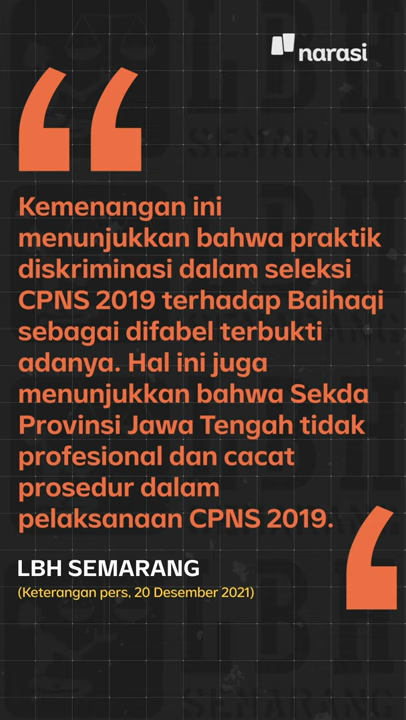 narasi
Kemenangan ini
menunjukkan bahwa praktik
diskriminasi dalam seleksi
CPNS 2019 terhadap Baihaqi
sebagai difabel terbukti
adanya. Hal ini juga
menunjukkan bahwa Sekda
Provinsi Jawa Tengah tidak
profesional dan cacat
prosedur dalam
pelaksanaan CPNS 2019.
LBH SEMARANG
(Keterangan pers, 20 Desember 2021)